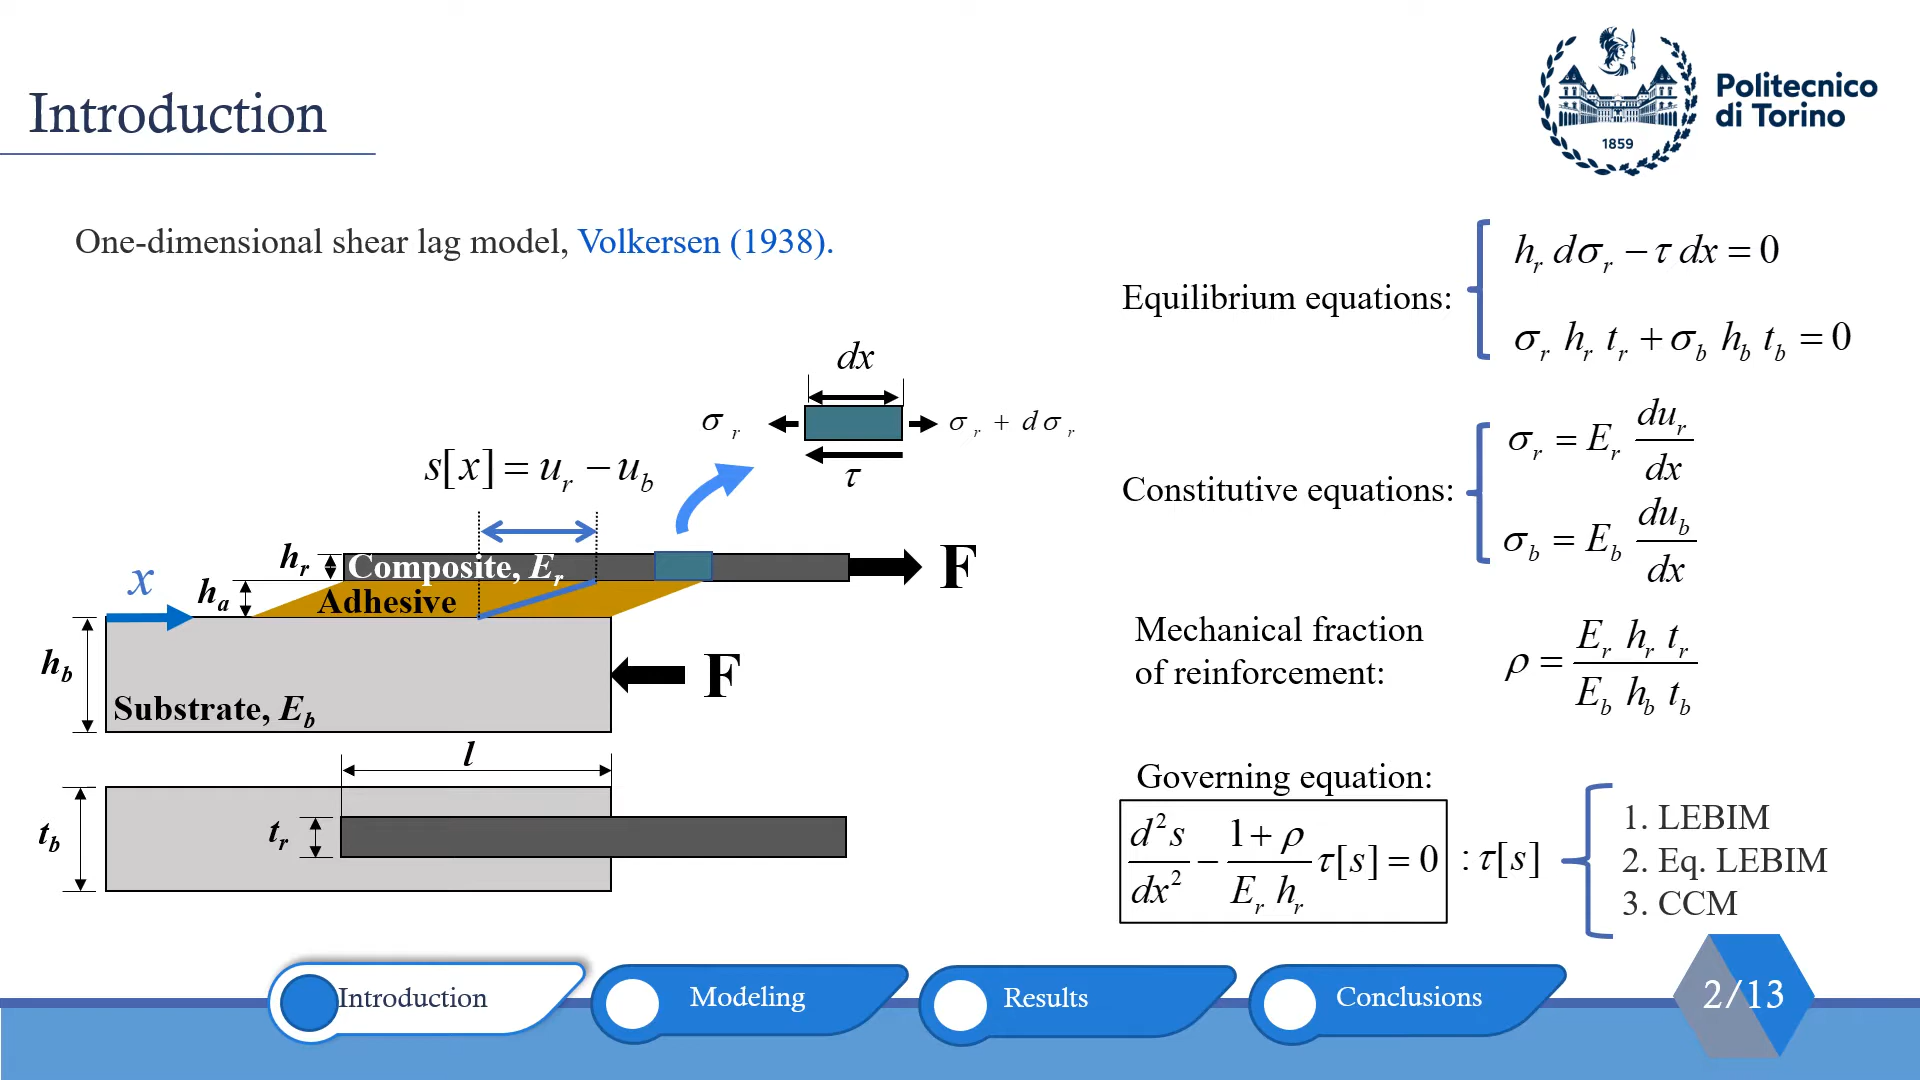 Introduction
1859
Politecnico
di Torino
One-dimensional shear lag model, Volkersen (1938).
dx
σ_r
σ_r + dσ_r
τ
s[x] = u_r − u_b
h_r
Composite, E_r
F
x
h_a
Adhesive
h_b
F
Substrate, E_b
l
t_b
t_r
Equilibrium equations:
h_r dσ_r − τ dx = 0
σ_r h_r t_r + σ_b h_b t_b = 0
Constitutive equations:
σ_r = E_r du_r/dx
σ_b = E_b du_b/dx
Mechanical fraction
of reinforcement:
ρ = E_r h_r t_r / E_b h_b t_b
Governing equation:
d²s/dx² − (1+ρ)/(E_r h_r) τ[s] = 0 : τ[s]
1. LEBIM
2. Eq. LEBIM
3. CCM
Introduction
Modeling
Results
Conclusions
2/13